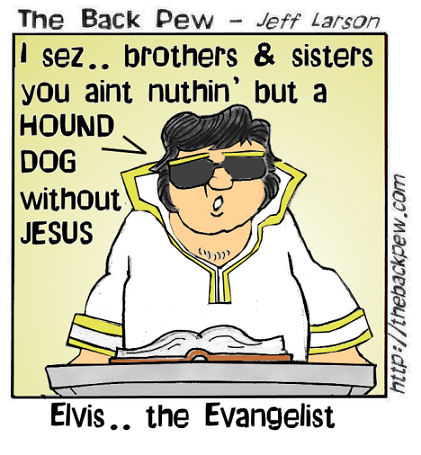 The Back Pew - Jeff Larson
I sez.. brothers & sisters
you aint nuthin' but a
HOUND
DOG
without
JESUS
http://thebackpew.com
Elvis.. the Evangelist